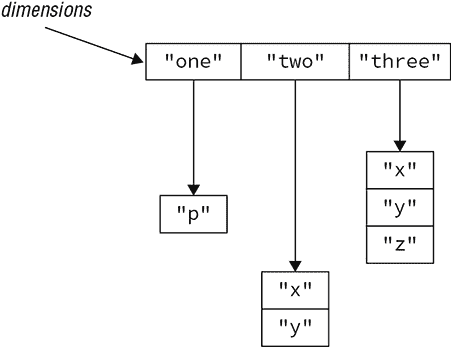 dimensions
"one" "two" "three"
"x"
"p" "y"
"z"
"x"
"y"